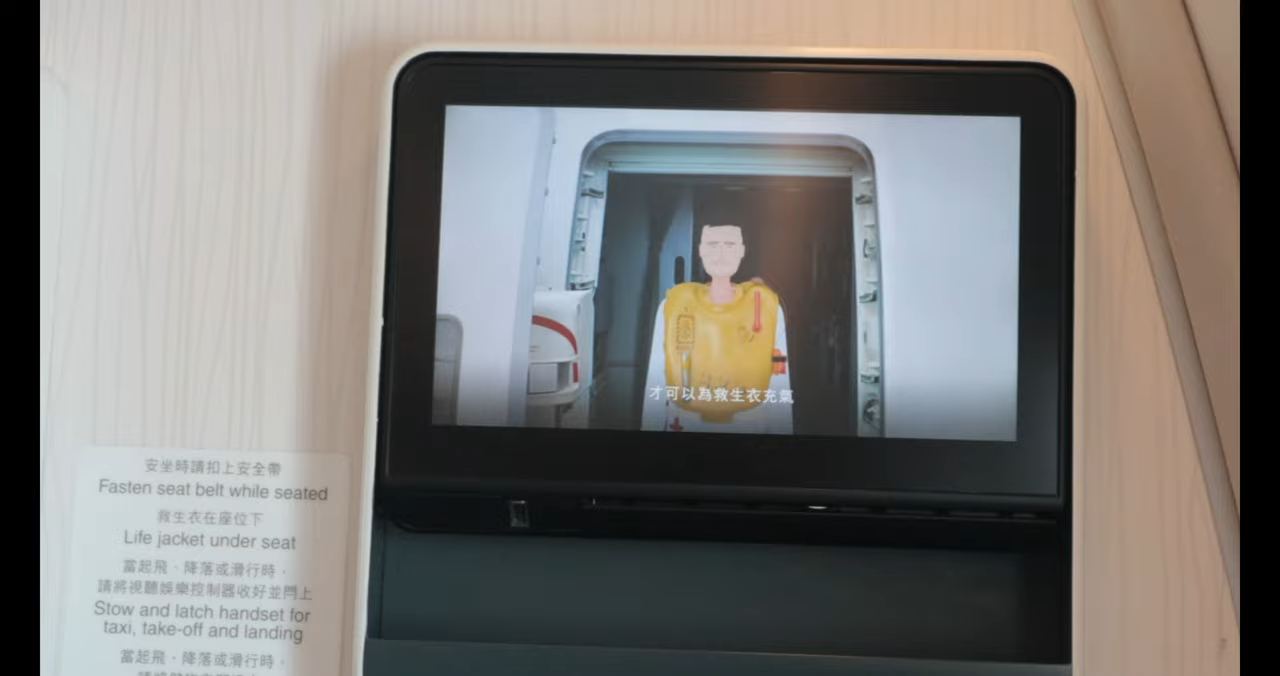 才可以為救生衣充氣
安坐時請扣上安全帶
Fasten seat belt while seated
救生衣在座位下
Life jacket under seat
當起飛、降落或滑行時，
請將視聽娛樂控制器收好並閂上
Stow and latch handset for
taxi, take-off and landing
當起飛、降落或滑行時，